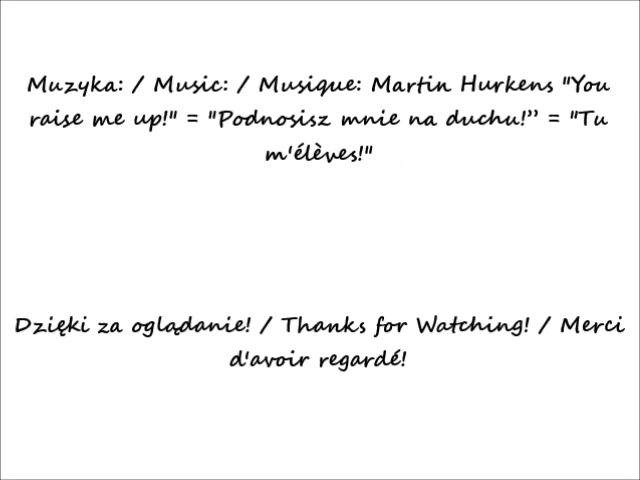 Muzyka: / Music: / Musique: Martin Hurkens "You
raise me up!" = "Podnosisz mnie na duchu!” = "Tu
m'élèves!"
Dzięki za oglądanie! / Thanks for Watching! / Merci
d'avoir regardé!